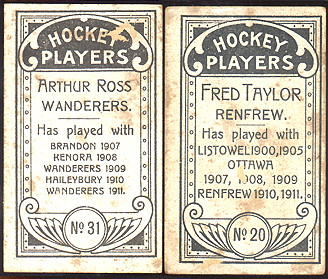 HOCKEY
PLAYERS
ARTHUR ROSS
WANDERERS.
Has played with
BRANDON 1907
KENORA 1908
WANDERERS 1909
HAILEYBURY 1910
WANDERERS 1911.
No 31
HOCKEY
PLAYERS
FRED TAYLOR
RENFREW.
Has played with
LISTOWEL 1900, 1905
OTTAWA
1907, 1908, 1909
RENFREW 1910, 1911.
No 20